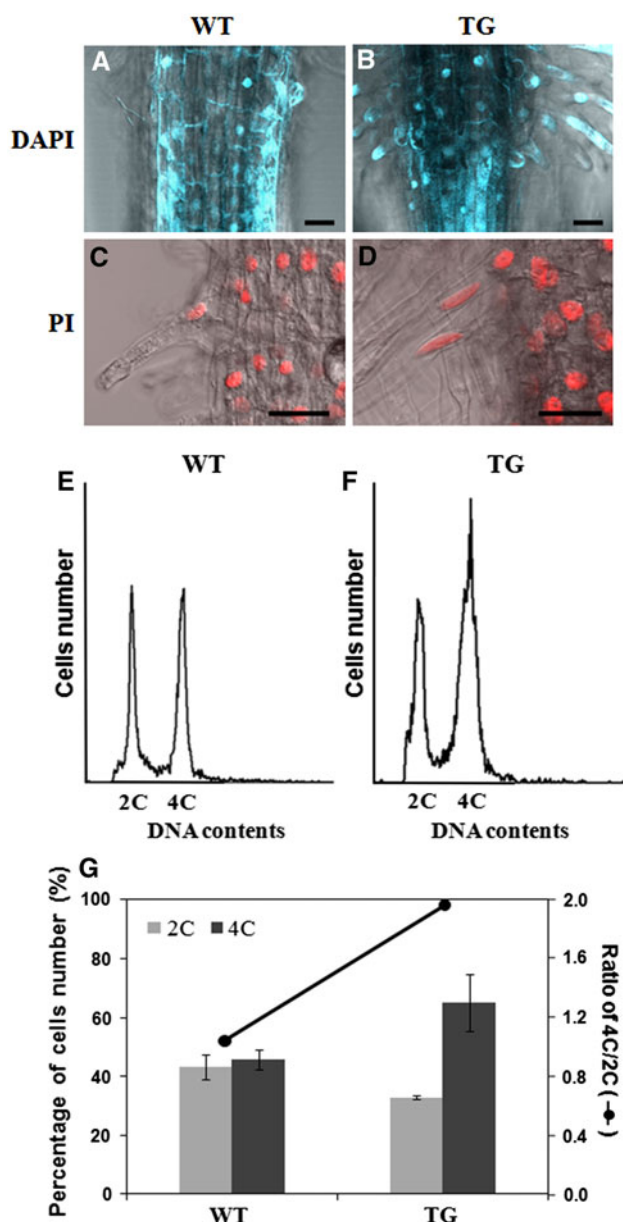 WT TG
A B
DAPI
C D
PI
WT TG
E F
Cells number Cells number
2C 4C 2C 4C
DNA contents DNA contents
G
Percentage of cells number (%)
Ratio of 4C/2C ( )
100 2.0
2C 4C
80 1.6
60 1.2
40 0.8
20 0.4
0 0.0
WT TG